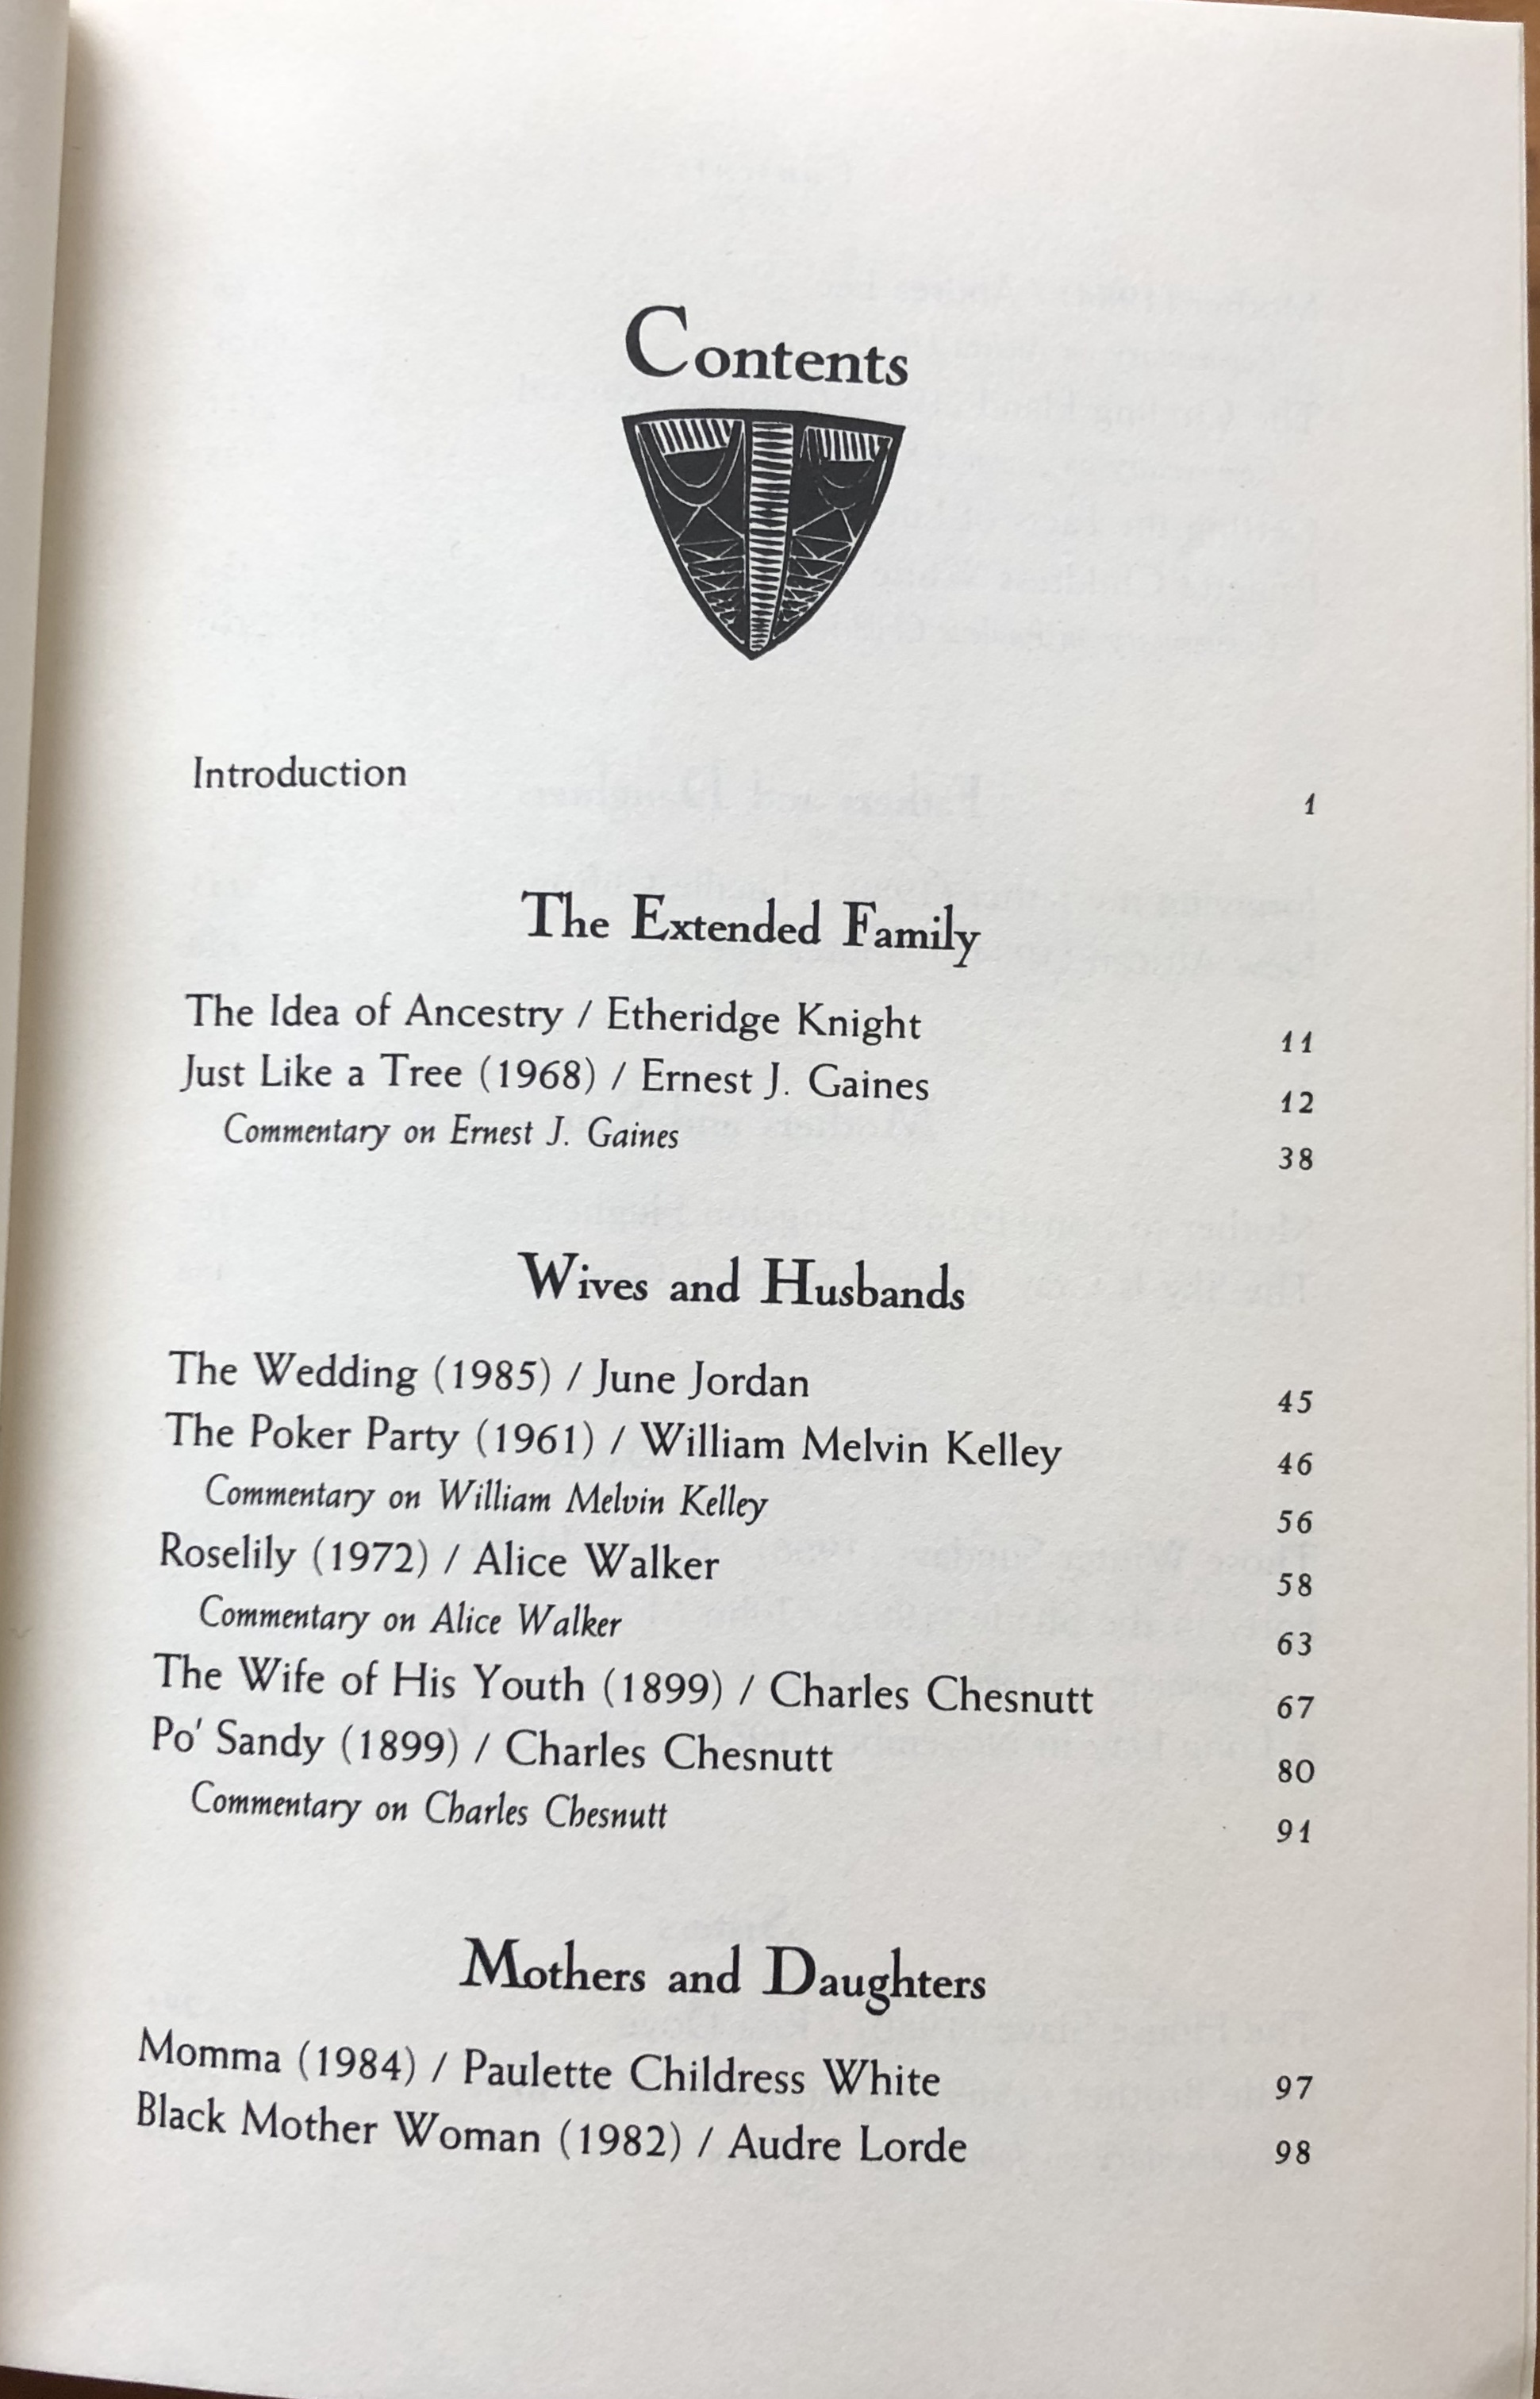 Contents
Introduction 1
The Extended Family
The Idea of Ancestry / Etheridge Knight 11
Just Like a Tree (1968) / Ernest J. Gaines 12
Commentary on Ernest J. Gaines 38
Wives and Husbands
The Wedding (1985) / June Jordan 45
The Poker Party (1961) / William Melvin Kelley 46
Commentary on William Melvin Kelley 56
Roselily (1972) / Alice Walker 58
Commentary on Alice Walker 63
The Wife of His Youth (1899) / Charles Chesnutt 67
Po' Sandy (1899) / Charles Chesnutt 80
Commentary on Charles Chesnutt 91
Mothers and Daughters
Momma (1984) / Paulette Childress White 97
Black Mother Woman (1982) / Audre Lorde 98